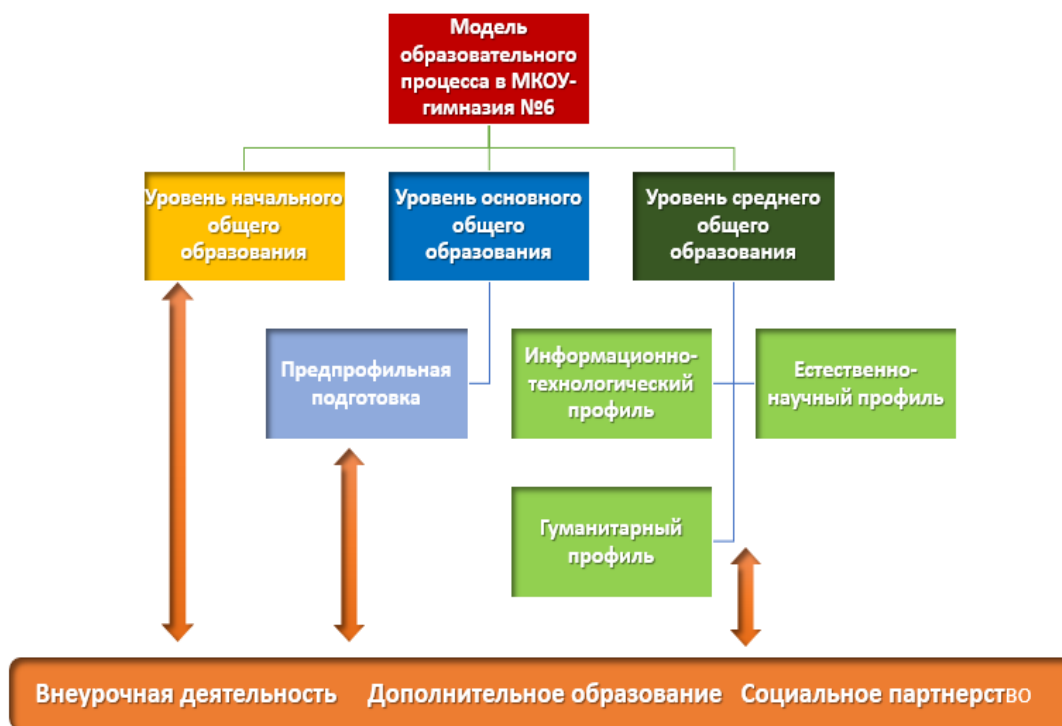 Модель
образовательного
процесса в МКОУ-
гимназия №6
Уровень начального
общего
образования
Уровень основного
общего
образования
Уровень среднего
общего
образования
Предпрофильная
подготовка
Информационно-
технологический
профиль
Естественно-
научный профиль
Гуманитарный
профиль
Внеурочная деятельность Дополнительное образование Социальное партнерство